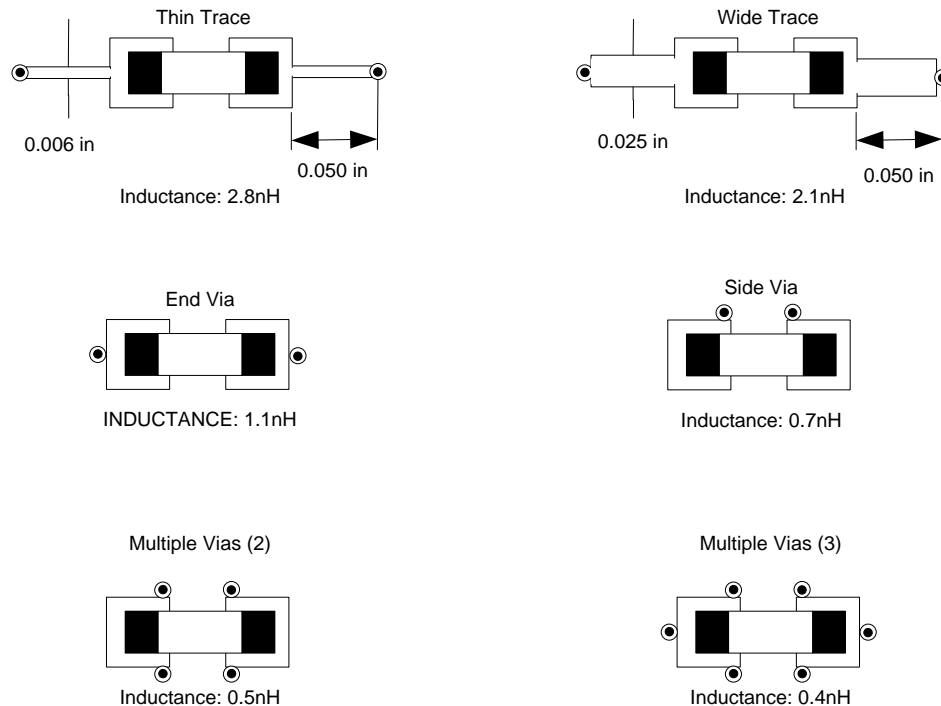 Thin Trace
Wide Trace
0.006 in
0.050 in
0.025 in
0.050 in
Inductance: 2.8nH
Inductance: 2.1nH
End Via
Side Via
INDUCTANCE: 1.1nH
Inductance: 0.7nH
Multiple Vias (2)
Multiple Vias (3)
Inductance: 0.5nH
Inductance: 0.4nH